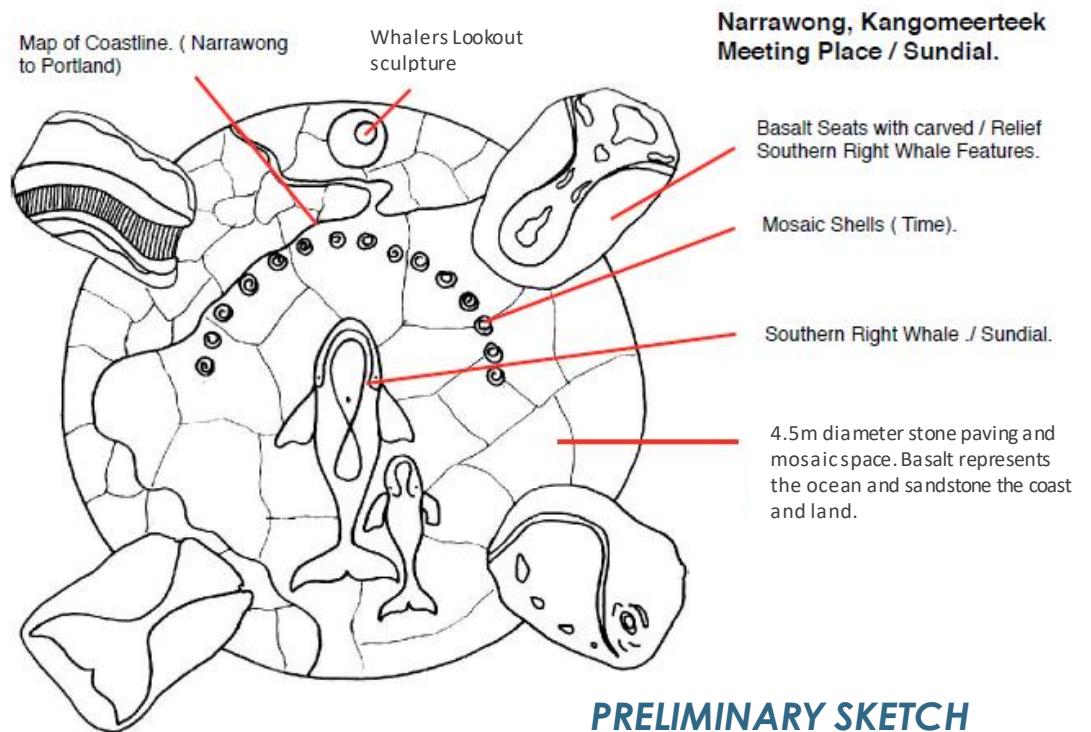 Map of Coastline. ( Narrawong
to Portland)
Whalers Lookout
sculpture
Narrawong, Kangomeerteek
Meeting Place / Sundial.
Basalt Seats with carved / Relief
Southern Right Whale Features.
Mosaic Shells ( Time).
Southern Right Whale ./ Sundial.
4.5m diameter stone paving and
mosaic space. Basalt represents
the ocean and sandstone the coast
and land.
PRELIMINARY SKETCH